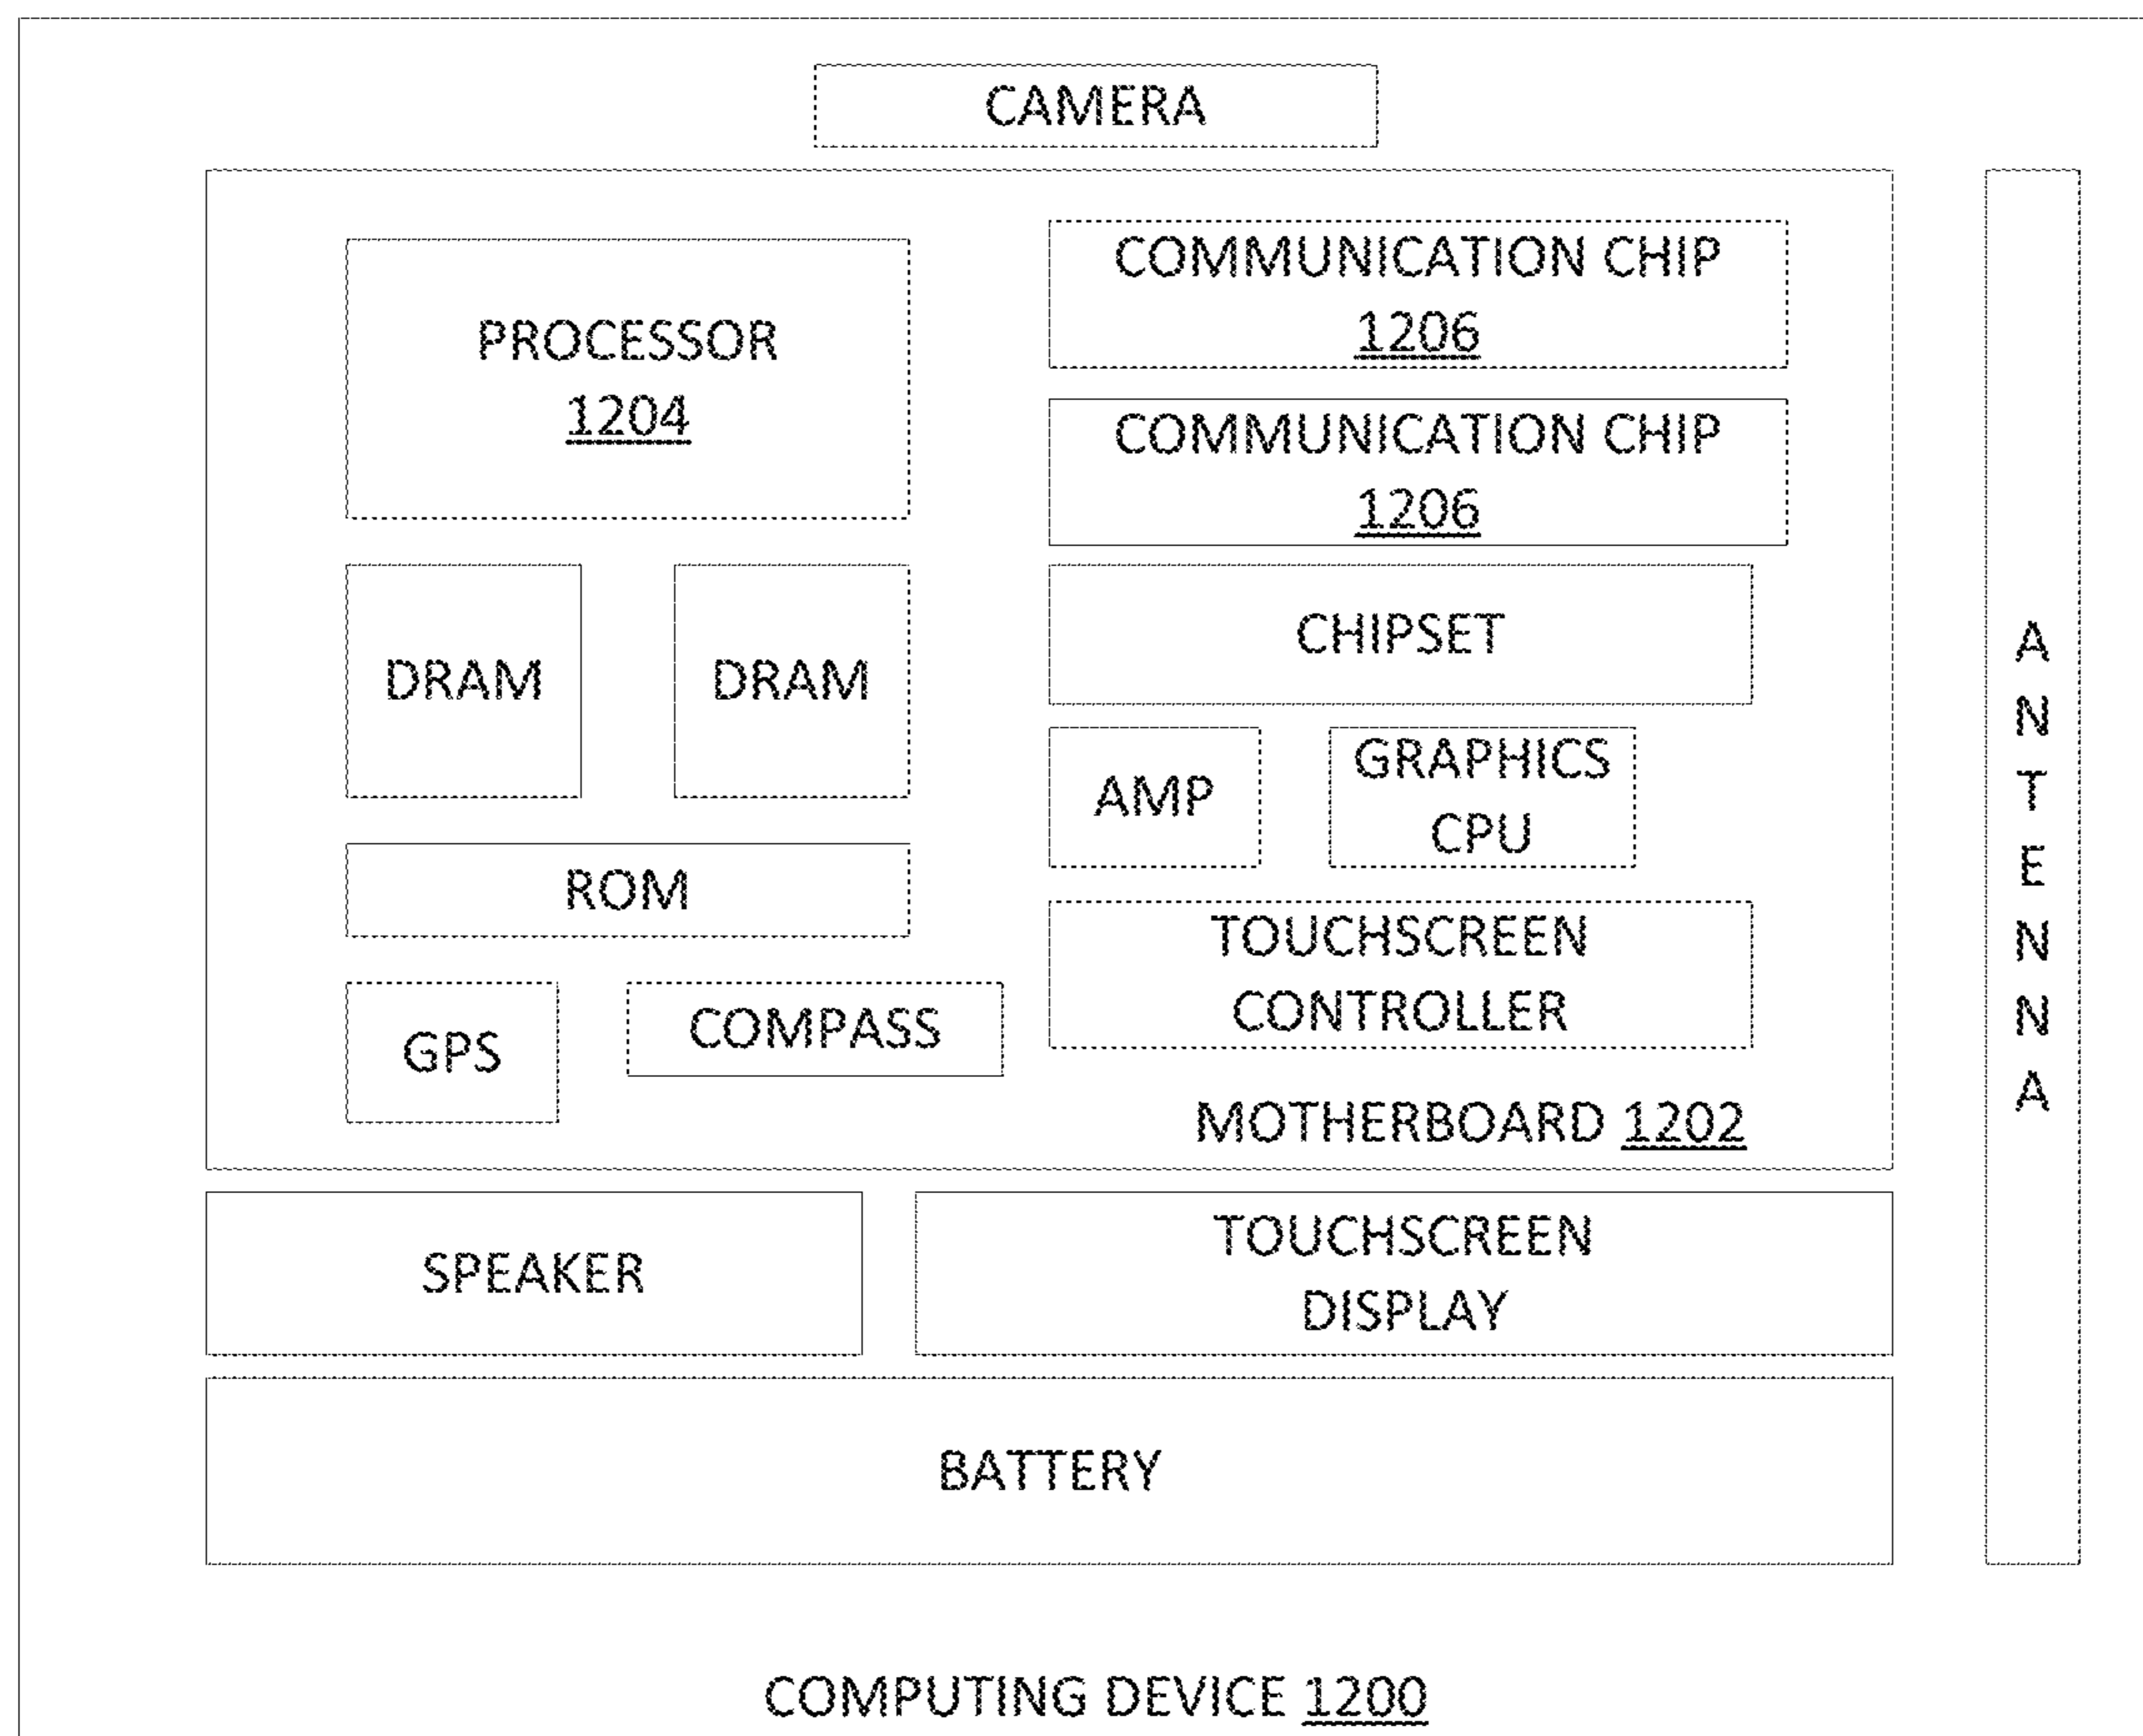 CAMERA
PROCESSOR
1204
COMMUNICATION CHIP
1206
COMMUNICATION CHIP
1206
DRAM
DRAM
CHIPSET
AMP
GRAPHICS
CPU
ROM
TOUCHSCREEN
CONTROLLER
GPS
COMPASS
MOTHERBOARD 1202
ANTENNA
SPEAKER
TOUCHSCREEN
DISPLAY
BATTERY
COMPUTING DEVICE 1200